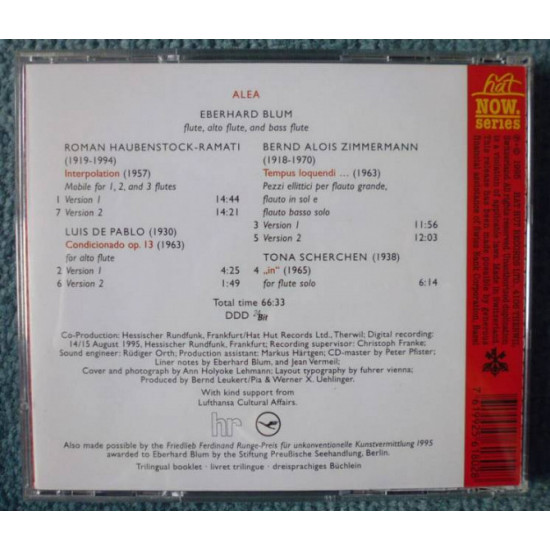 ALEA
EBERHARD BLUM
flute, alto flute, and bass flute
ROMAN HAUBENSTOCK-RAMATI
(1919-1994)
Interpolation (1957)
Mobile for 1, 2, and 3 flutes
1 Version 1 14:44
7 Version 2 14:21
LUIS DE PABLO (1930)
Condicionado op. 13 (1963)
for alto flute
2 Version 1 4:25
6 Version 2 1:49
BERND ALOIS ZIMMERMANN
(1918-1970)
Tempus loquendi ... (1963)
Pezzi ellittici per flauto grande,
flauto in sol e
flauto basso solo
3 Version 1 11:56
5 Version 2 12:03
TONA SCHERCHEN (1938)
4 „in" (1965)
for flute solo 6:14
Total time 66:33
DDD Bit
Co-Production: Hessischer Rundfunk, Frankfurt/Hat Hut Records Ltd., Therwil; Digital recording:
14/15 August 1995, Hessischer Rundfunk, Frankfurt; Recording supervisor: Christoph Franke;
Sound engineer: Rüdiger Orth; Production assistant: Markus Härtgen; CD-master by Peter Pfister;
Liner notes by Eberhard Blum, and Jean Vermeil;
Cover and photograph by Ann Holyoke Lehmann; Layout typography by fuhrer vienna;
Produced by Bernd Leukert/Pia & Werner X. Uehlinger.
With kind support of
Lufthansa Cultural Affairs.
hr
Also made possible by the Friedlieb Ferdinand Runge-Preis für unkonventionelle Kunstvermittlung 1995
awarded to Eberhard Blum by the Stiftung Preußische Seehandlung, Berlin.
Trilingual booklet · livret trilingue · dreisprachiges Büchlein
hat
NOW.
series